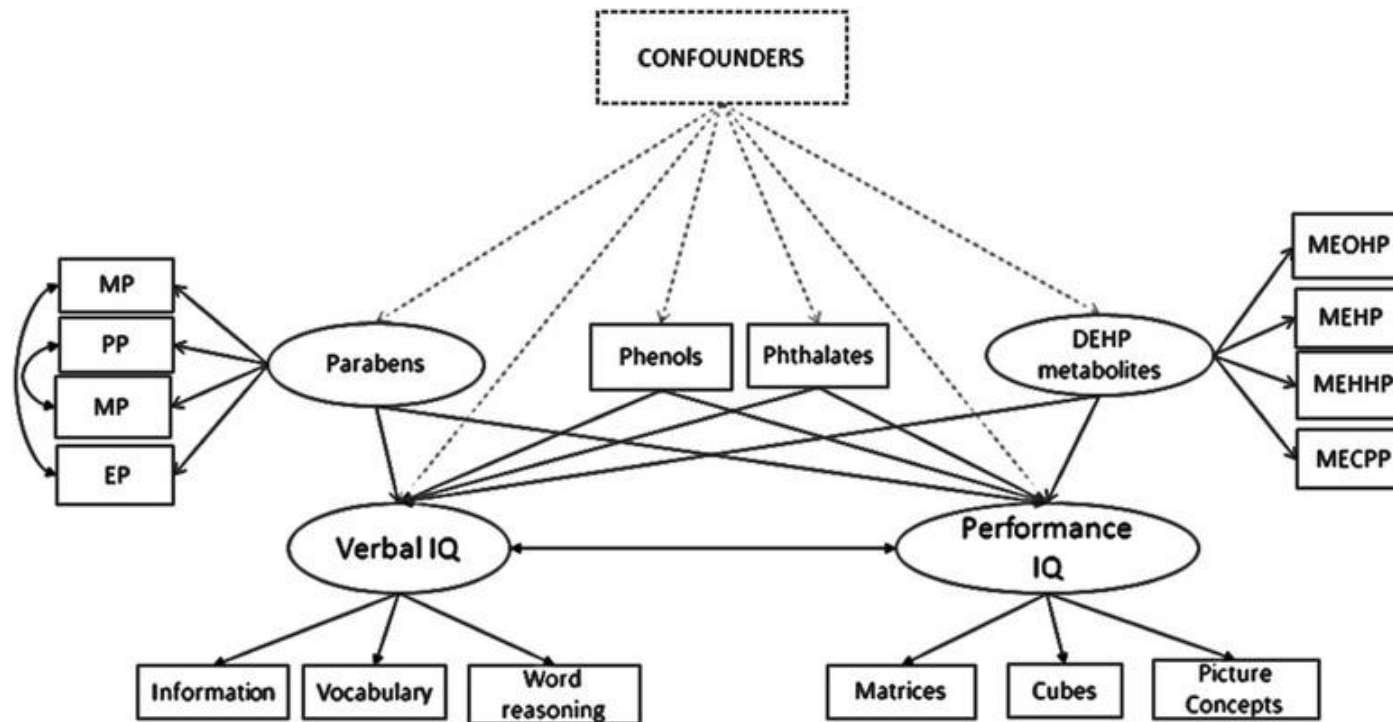 CONFOUNDERS
MP
PP
MP
EP
Parabens
Phenols
Phthalates
DEHP
metabolites
MEOHP
MEHP
MEHHP
MECPP
Verbal IQ
Performance
IQ
Information
Vocabulary
Word
reasoning
Matrices
Cubes
Picture
Concepts